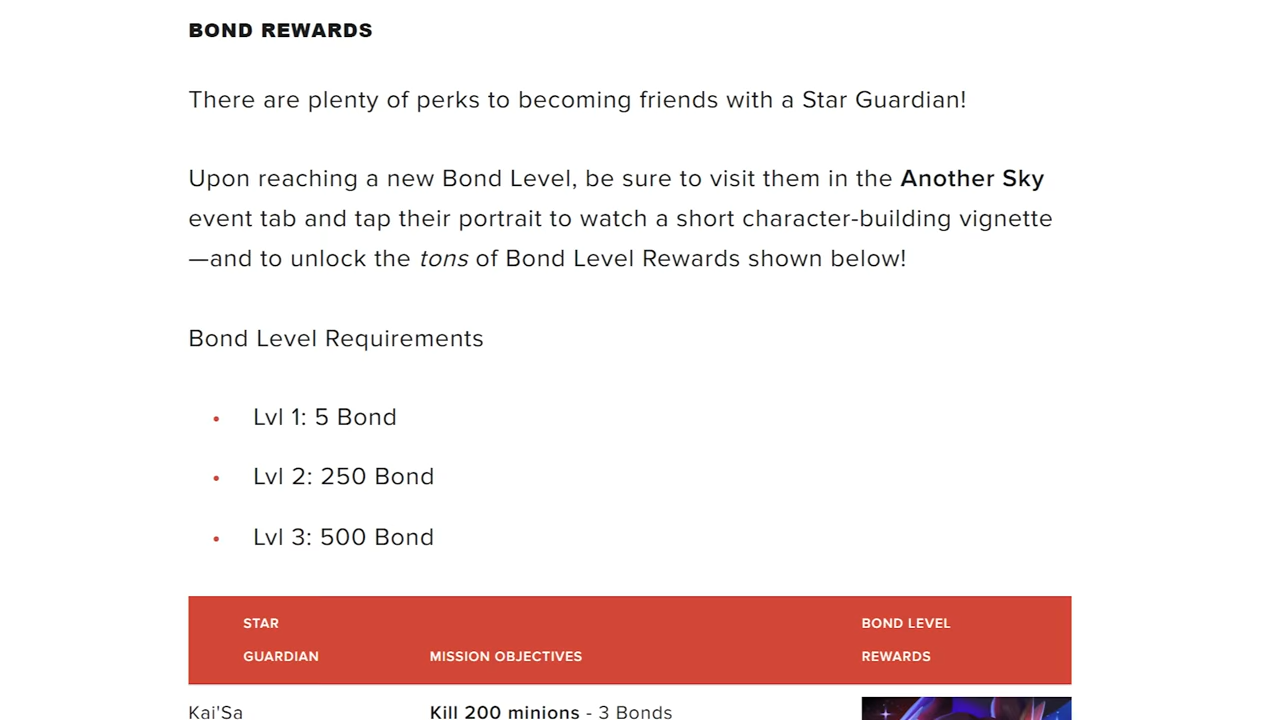 BOND REWARDS
There are plenty of perks to becoming friends with a Star Guardian!
Upon reaching a new Bond Level, be sure to visit them in the Another Sky
event tab and tap their portrait to watch a short character-building vignette
—and to unlock the tons of Bond Level Rewards shown below!
Bond Level Requirements
• Lvl 1: 5 Bond
• Lvl 2: 250 Bond
• Lvl 3: 500 Bond
STAR
GUARDIAN
MISSION OBJECTIVES
BOND LEVEL
REWARDS
Kai'Sa
Kill 200 minions - 3 Bonds